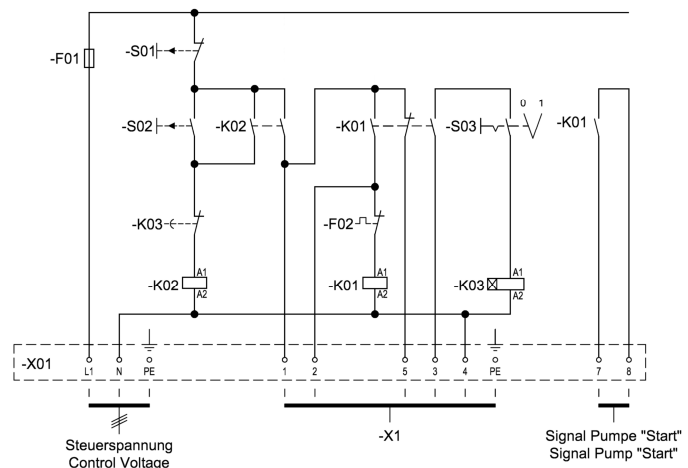 -F01
-S01
-S02
-K02
-K01
-S03
0 1
-K01
-K03
-F02
-K02
A1
A2
-K01
A1
A2
-K03
A1
A2
-X01
L1 N PE 1 2 5 3 4 PE 7 8
-X1
Steuerspannung
Control Voltage
Signal Pumpe "Start"
Signal Pump "Start"